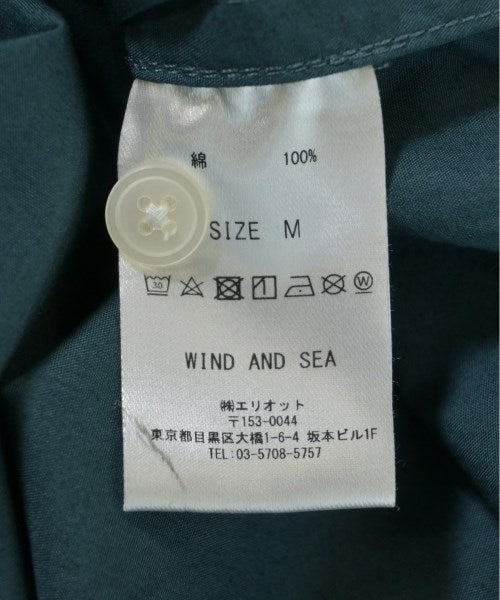 綿 100%
SIZE M
30 W
WIND AND SEA
㈱エリオット
〒153-0044
東京都目黒区大橋1-6-4 坂本ビル1F
TEL:03-5708-5757